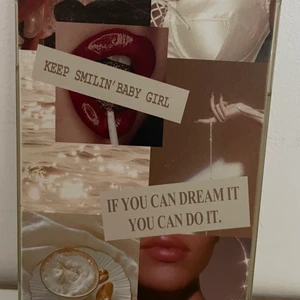 KEEP SMILIN' BABY GIRL
IF YOU CAN DREAM IT
YOU CAN DO IT.